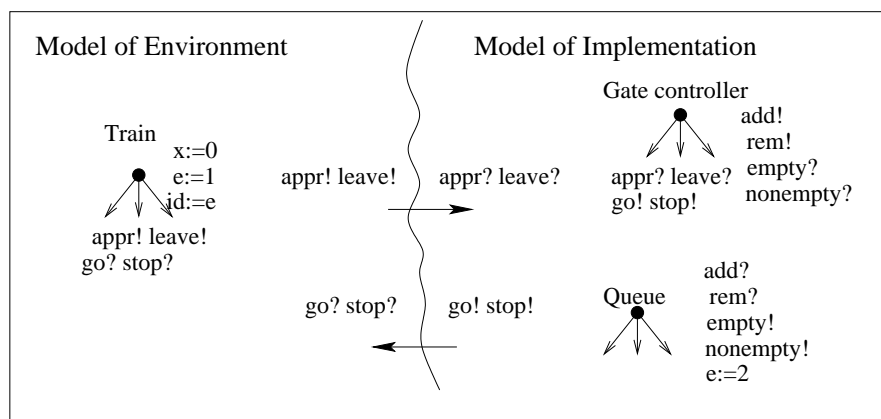 Model of Environment
Model of Implementation
Train
x:=0
e:=1
id:=e
appr! leave!
go? stop?
appr! leave!
appr? leave?
go? stop?
go! stop!
Gate controller
add!
rem!
empty?
nonempty?
appr? leave?
go! stop!
Queue
add?
rem?
empty!
nonempty!
e:=2